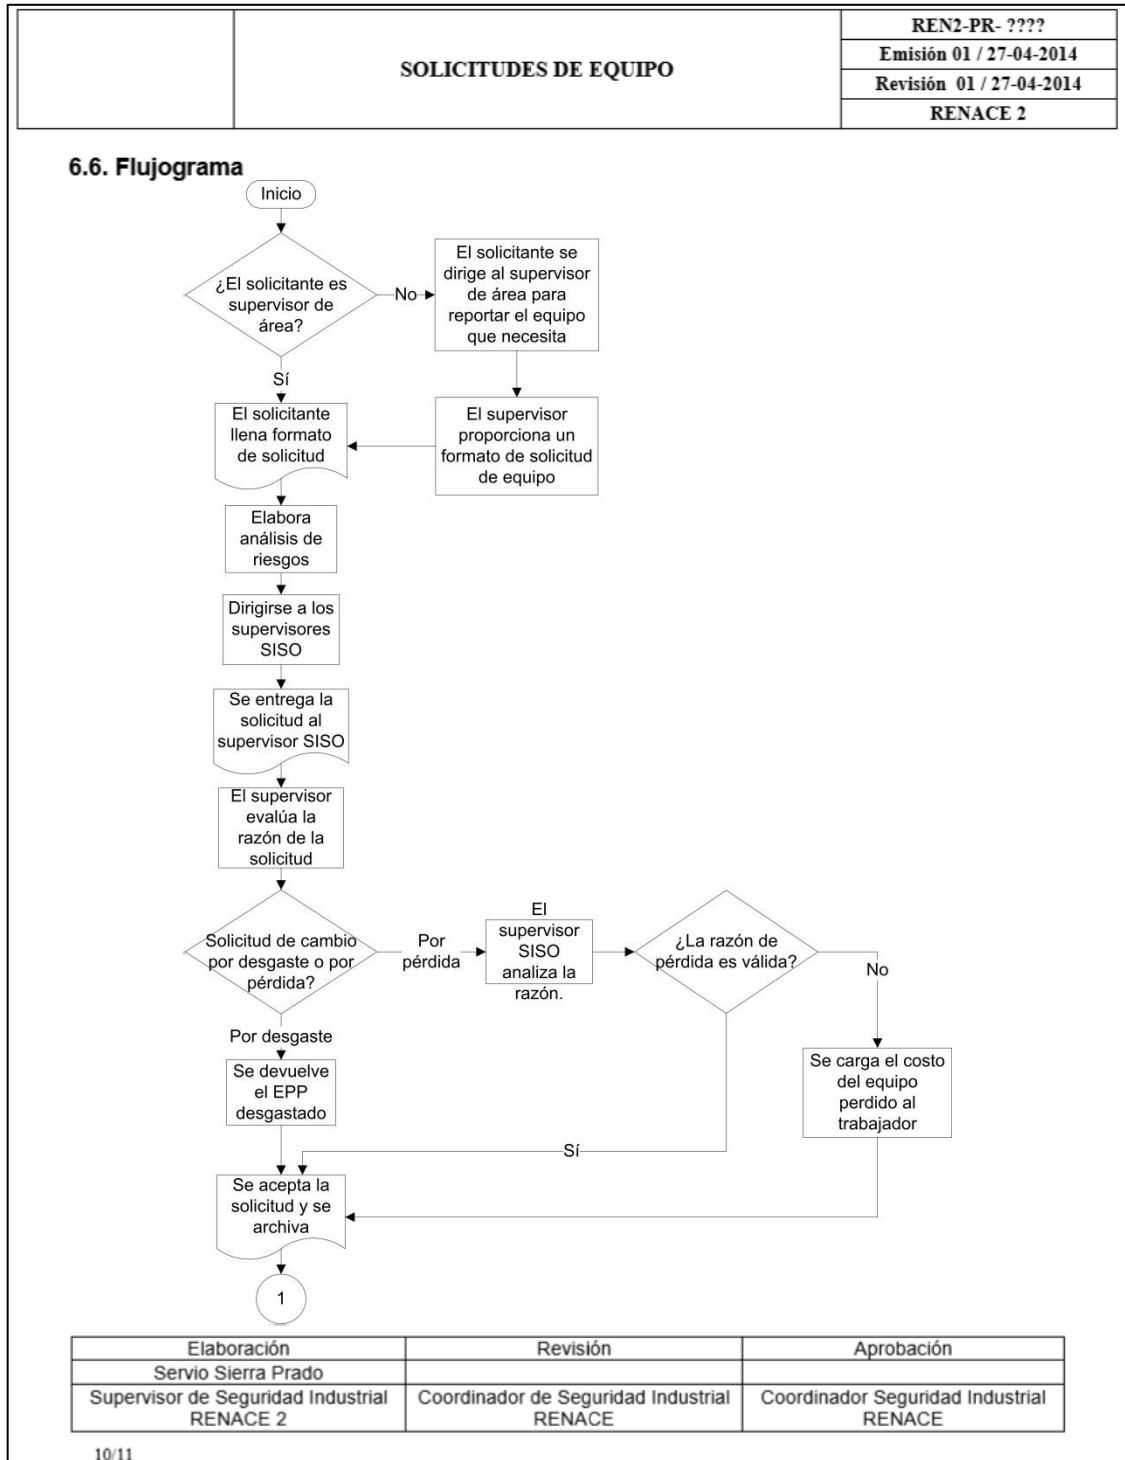 SOLICITUDES DE EQUIPO
REN2-PR- ????
Emisión 01 / 27-04-2014
Revisión 01 / 27-04-2014
RENACE 2
6.6. Flujograma
Inicio
¿El solicitante es
supervisor de
área?
No
El solicitante se
dirige al supervisor
de área para
reportar el equipo
que necesita
Sí
El solicitante
llena formato
de solicitud
El supervisor
proporciona un
formato de solicitud
de equipo
Elabora
análisis de
riesgos
Dirigirse a los
supervisores
SISO
Se entrega la
solicitud al
supervisor SISO
El supervisor
evalúa la
razón de la
solicitud
Solicitud de cambio
por desgaste o por
pérdida?
Por
pérdida
El
supervisor
SISO
analiza la
razón.
¿La razón de
pérdida es válida?
No
Por desgaste
Se devuelve
el EPP
desgastado
Se carga el costo
del equipo
perdido al
trabajador
Sí
Se acepta la
solicitud y se
archiva
1
Elaboración
Revisión
Aprobación
Servio Sierra Prado
Supervisor de Seguridad Industrial
RENACE 2
Coordinador de Seguridad Industrial
RENACE
Coordinador Seguridad Industrial
RENACE
10/11